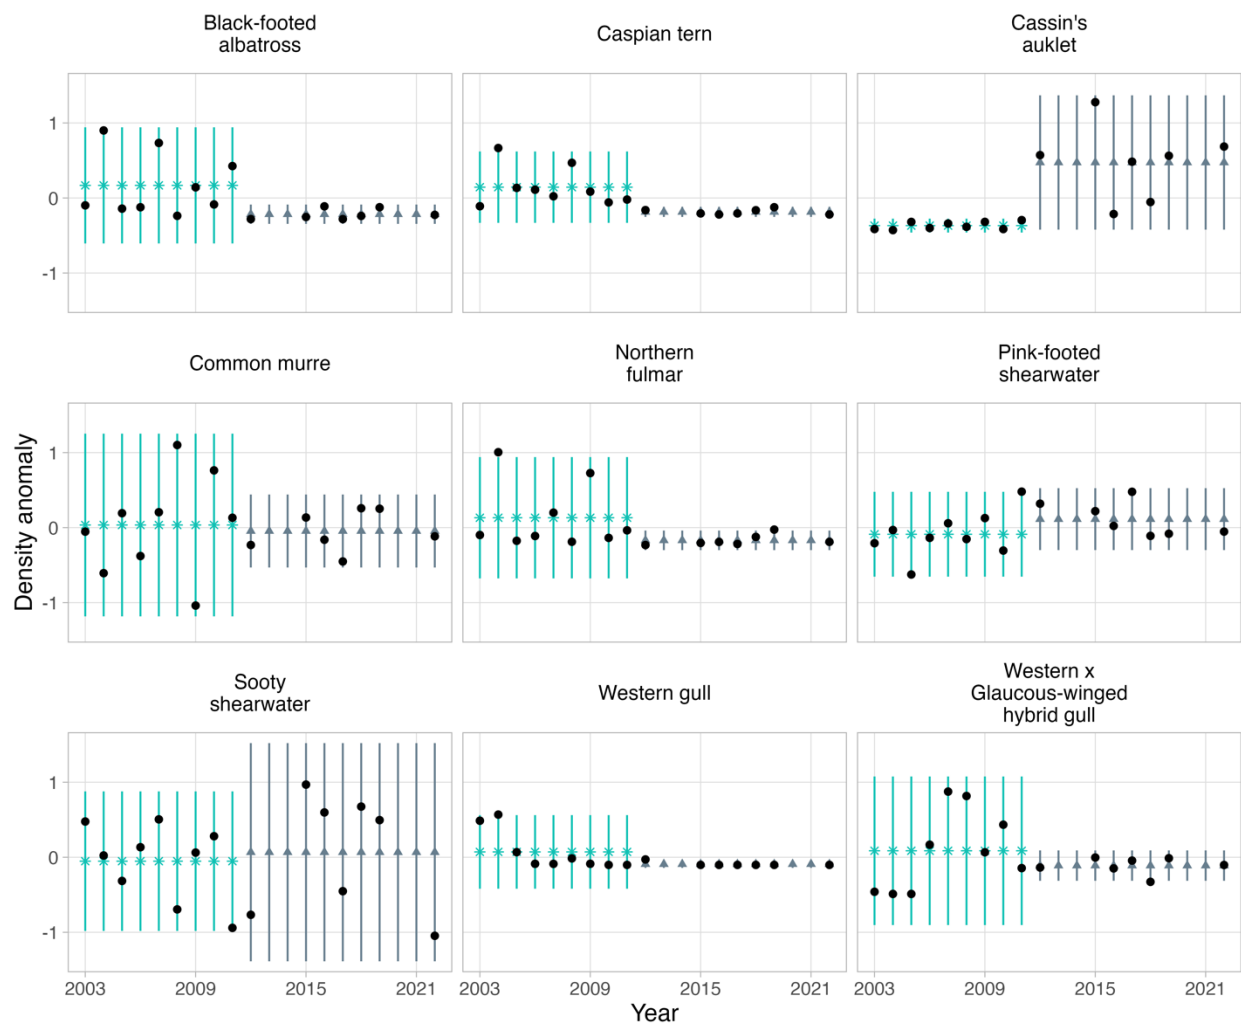 Black-footed
albatross
Caspian tern
Cassin's
auklet
1
0
-1
Common murre
Northern
fulmar
Pink-footed
shearwater
Density anomaly
1
0
-1
Sooty
shearwater
Western gull
Western x
Glaucous-winged
hybrid gull
1
0
-1
2003 2009 2015 2021 2003 2009 2015 2021 2003 2009 2015 2021
Year